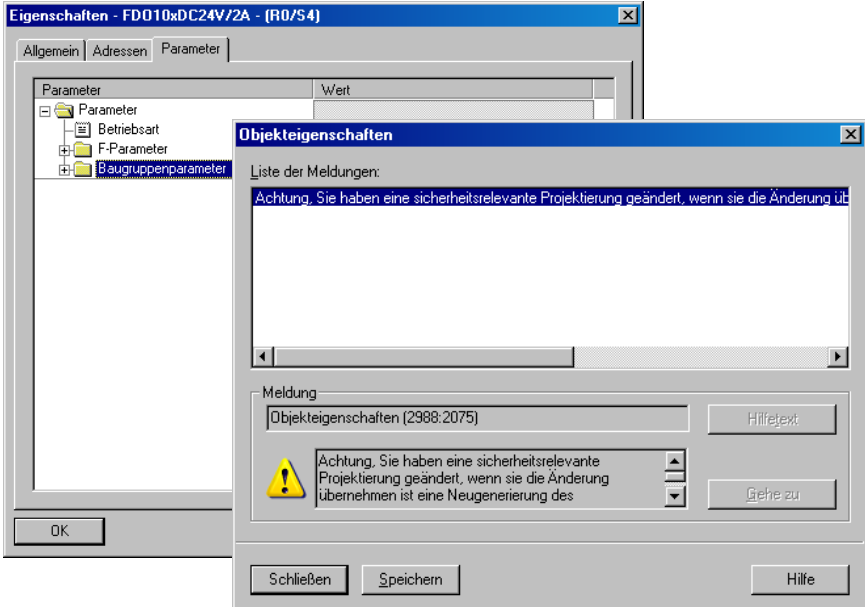 Eigenschaften - FDO10xDC24V/2A - (R0/S4)
Allgemein Adressen Parameter
Parameter Wert
Parameter
Betriebsart
F-Parameter
Baugruppenparameter
OK
Objekteigenschaften
Liste der Meldungen:
Achtung, Sie haben eine sicherheitsrelevante Projektierung geändert, wenn sie die Änderung üb
Meldung
Objekteigenschaften (2988:2075)
Hilfetext
Achtung, Sie haben eine sicherheitsrelevante
Projektierung geändert, wenn sie die Änderung
übernehmen ist eine Neugenerierung des
Gehe zu
Schließen Speichern Hilfe